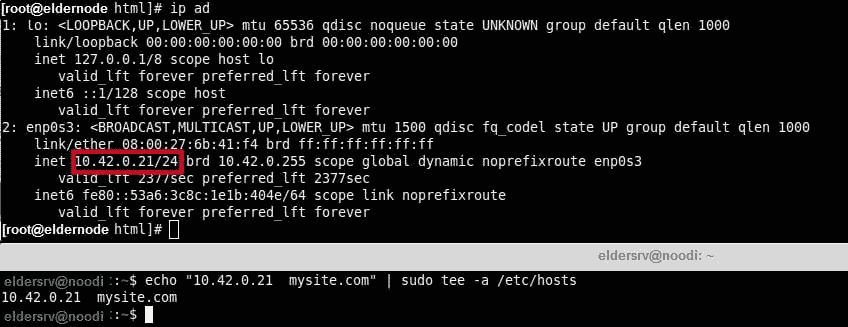 [root@eldernode html]# ip ad
1: lo: <LOOPBACK,UP,LOWER_UP> mtu 65536 qdisc noqueue state UNKNOWN group default qlen 1000
link/loopback 00:00:00:00:00:00 brd 00:00:00:00:00:00
inet 127.0.0.1/8 scope host lo
valid_lft forever preferred_lft forever
inet6 ::1/128 scope host
valid_lft forever preferred_lft forever
2: enp0s3: <BROADCAST,MULTICAST,UP,LOWER_UP> mtu 1500 qdisc fq_codel state UP group default qlen 1000
link/ether 08:00:27:6b:41:f4 brd ff:ff:ff:ff:ff:ff
inet 10.42.0.21/24 brd 10.42.0.255 scope global dynamic noprefixroute enp0s3
valid_lft 2377sec preferred_lft 2377sec
inet6 fe80::53a6:3c8c:1e1b:404e/64 scope link noprefixroute
valid_lft forever preferred_lft forever
[root@eldernode html]#
eldersrv@noodi: ~
eldersrv@noodi ::~$ echo "10.42.0.21  mysite.com" | sudo tee -a /etc/hosts
10.42.0.21  mysite.com
eldersrv@noodi ::~$